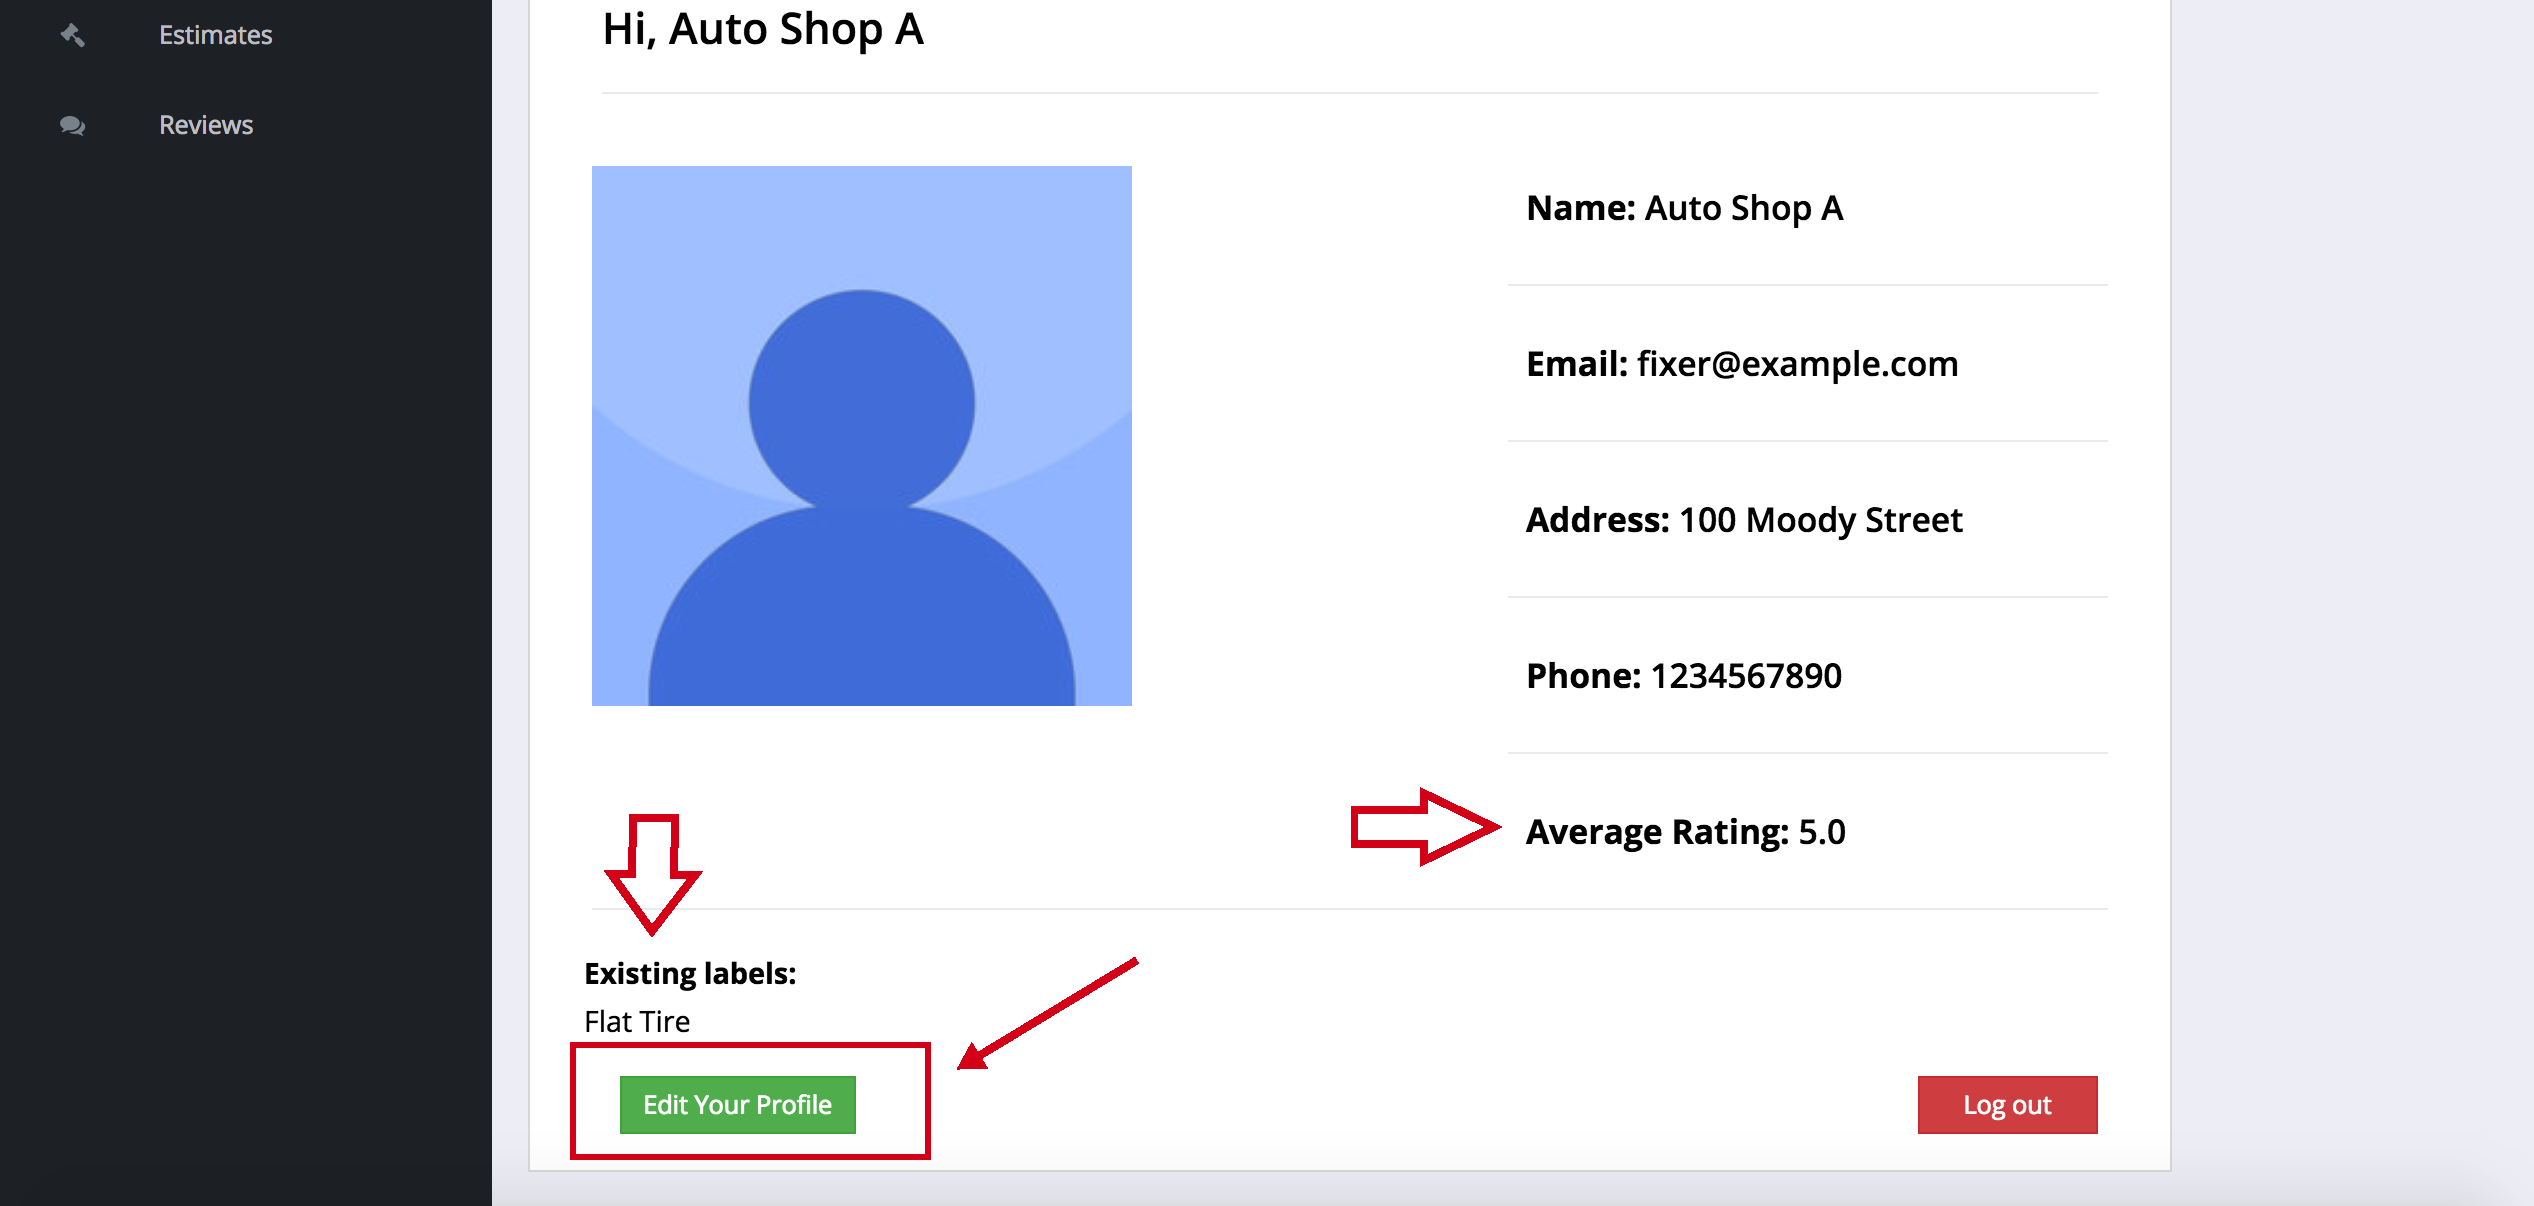 Estimates
Reviews
Hi, Auto Shop A
Name: Auto Shop A
Email: fixer@example.com
Address: 100 Moody Street
Phone: 1234567890
Average Rating: 5.0
Existing labels:
Flat Tire
Edit Your Profile
Log out